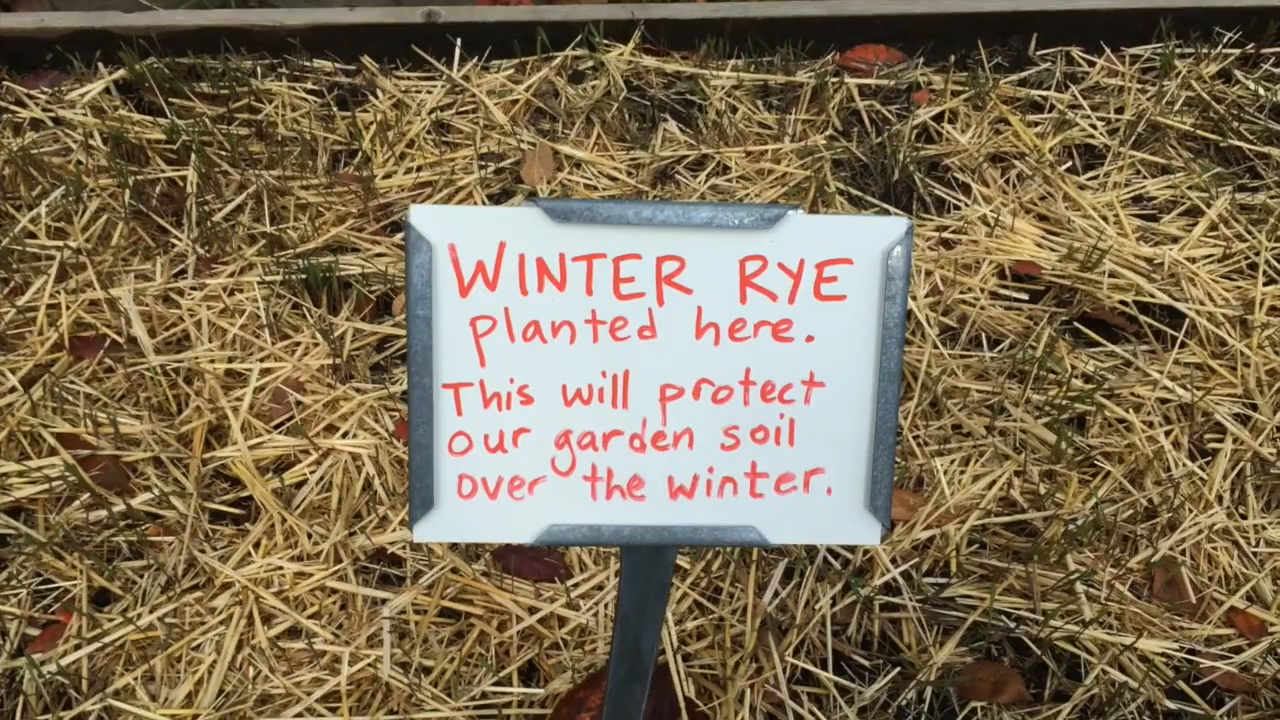 WINTER RYE
planted here.
This will protect
our garden soil
over the winter.